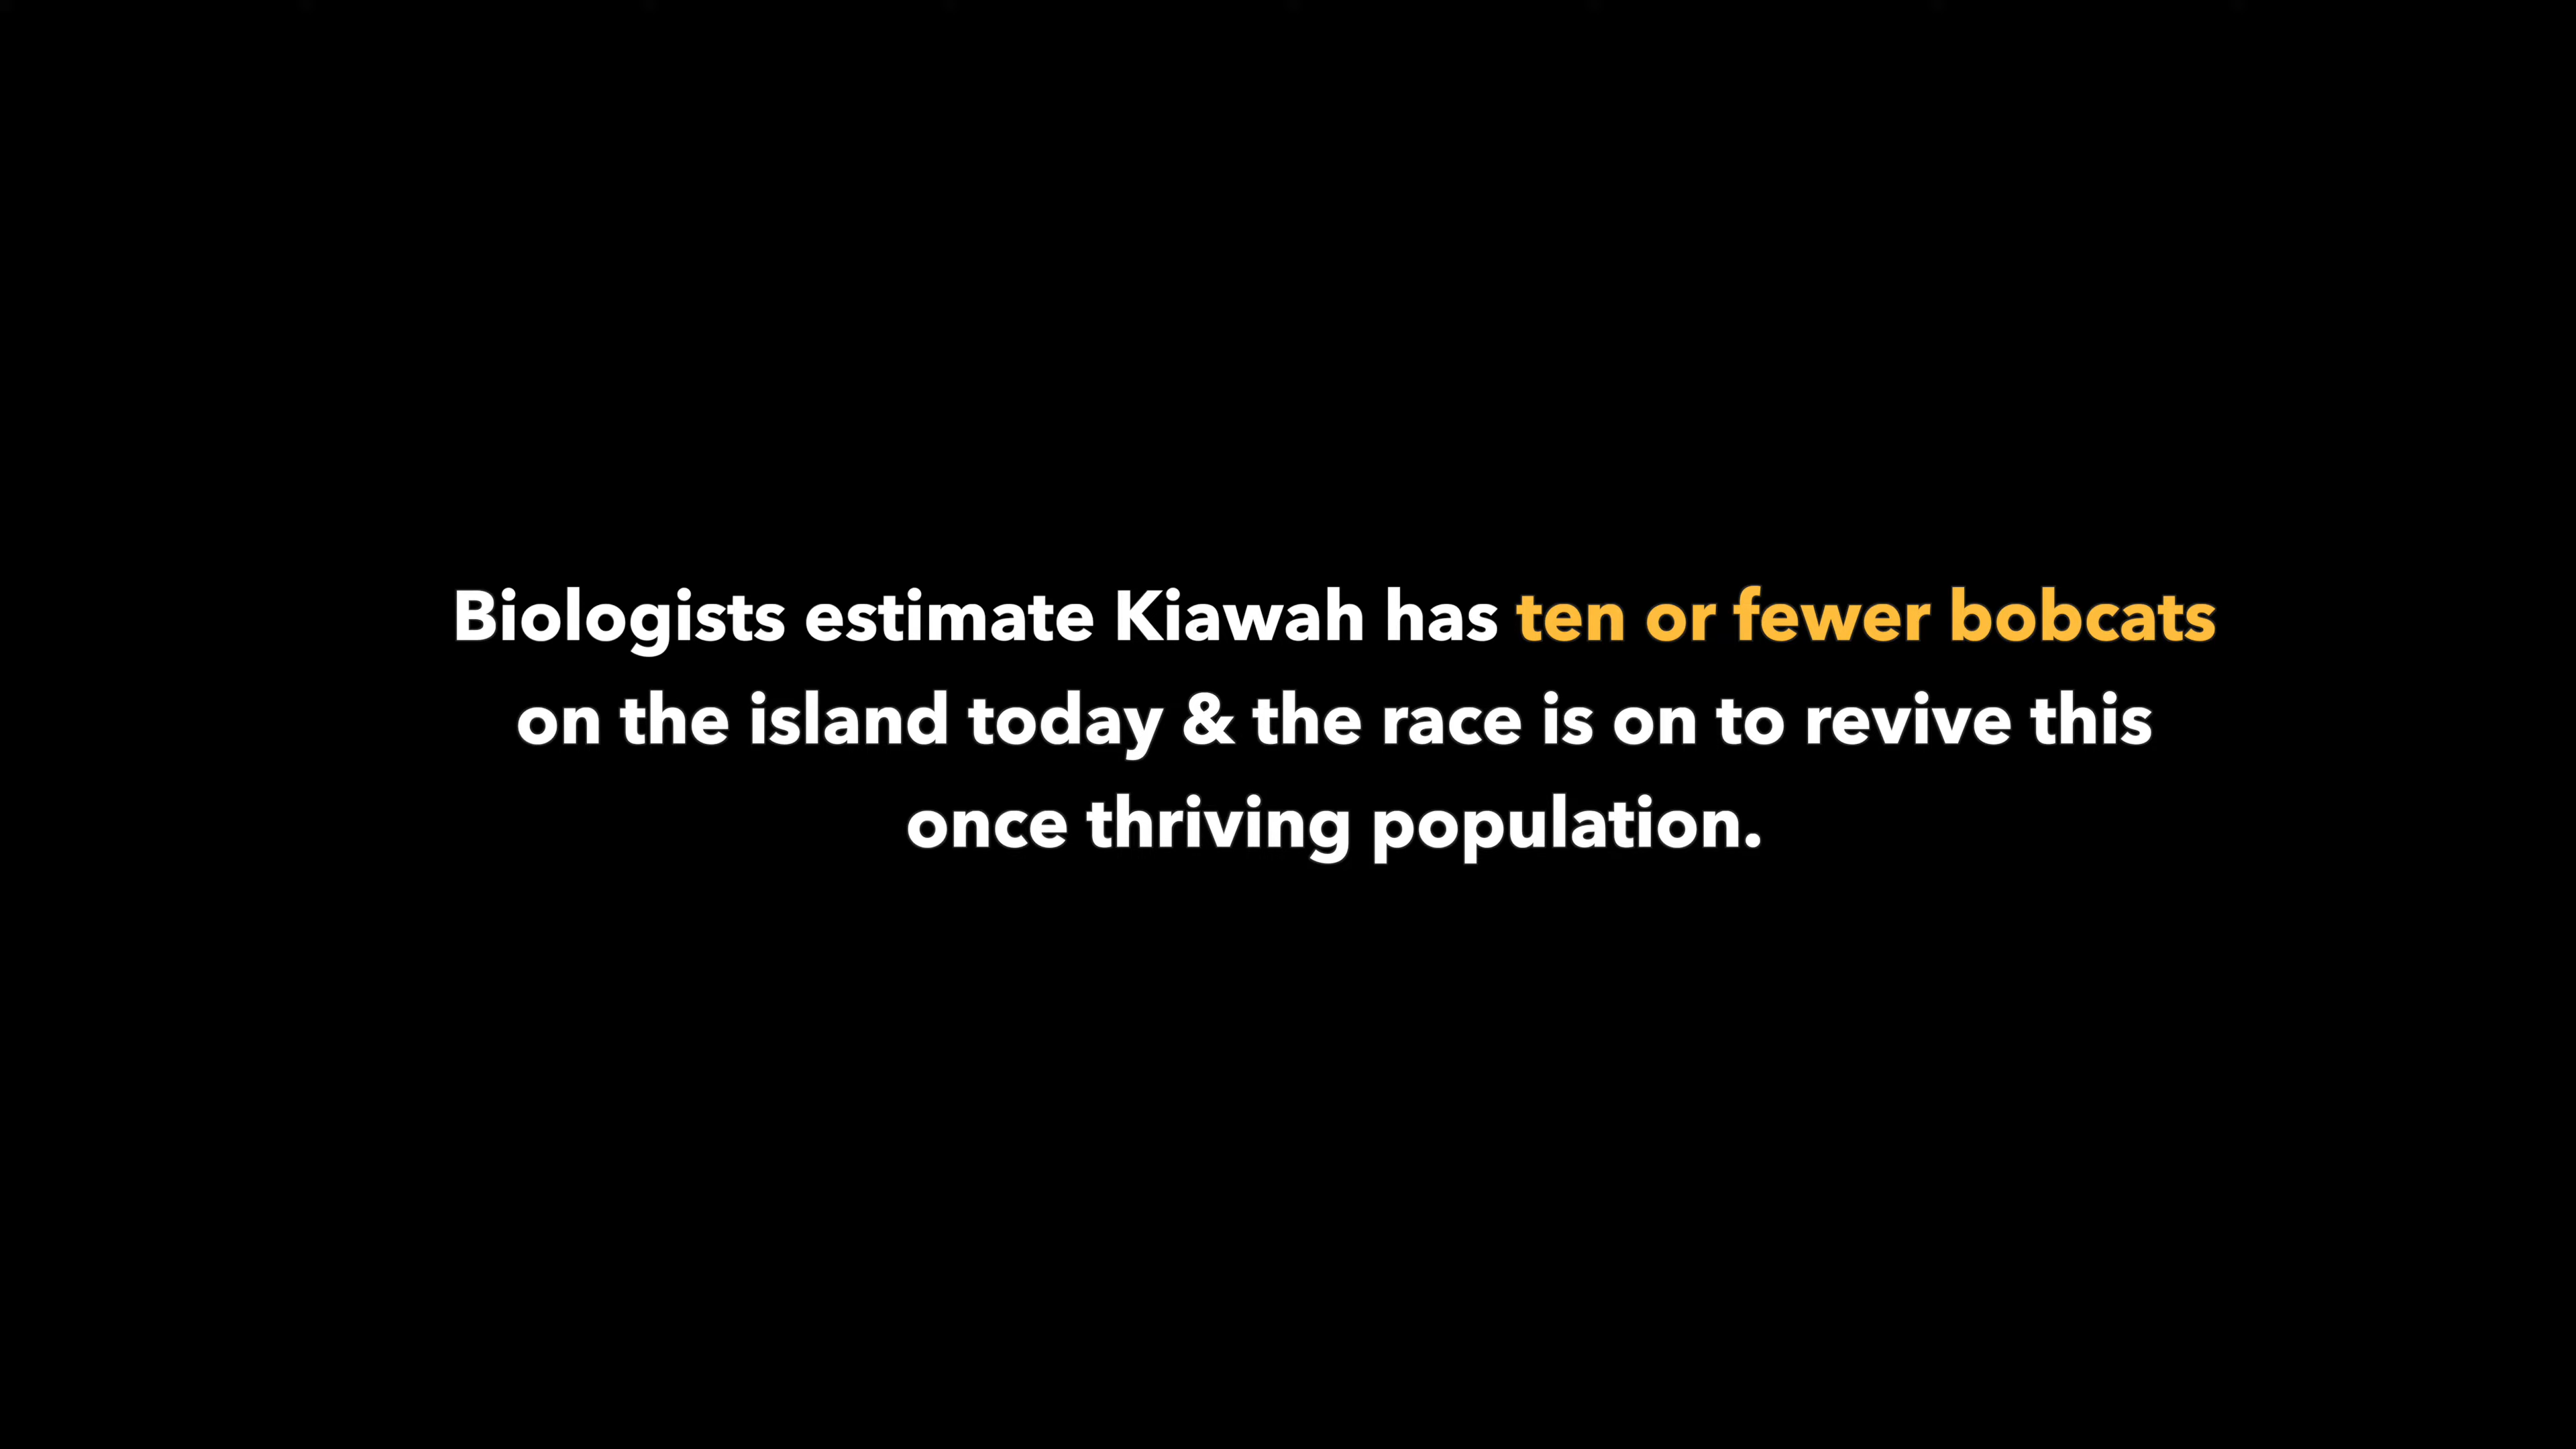 Biologists estimate Kiawah has ten or fewer bobcats
on the island today & the race is on to revive this
once thriving population.